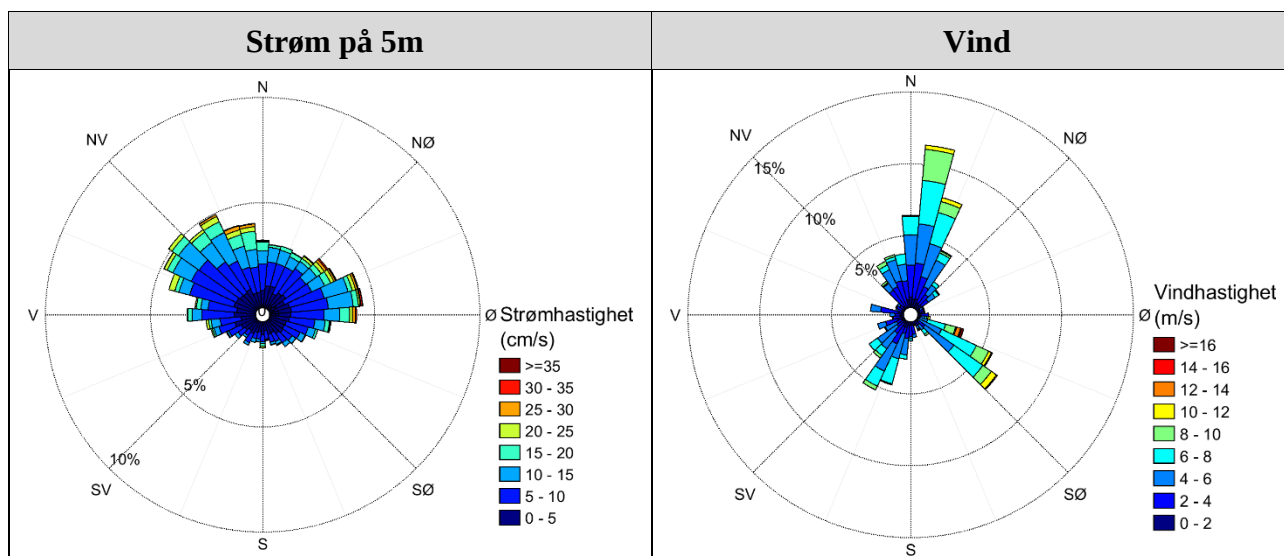 Strøm på 5m
N
NV
NØ
V
Ø
5%
10%
SV
SØ
S
Strømhastighet
(cm/s)
>=35
30 - 35
25 - 30
20 - 25
15 - 20
10 - 15
5 - 10
0 - 5
Vind
N
NV
NØ
15%
10%
5%
Ø
SV
SØ
S
Vindhastighet
(m/s)
>=16
14 - 16
12 - 14
10 - 12
8 - 10
6 - 8
4 - 6
2 - 4
0 - 2
V